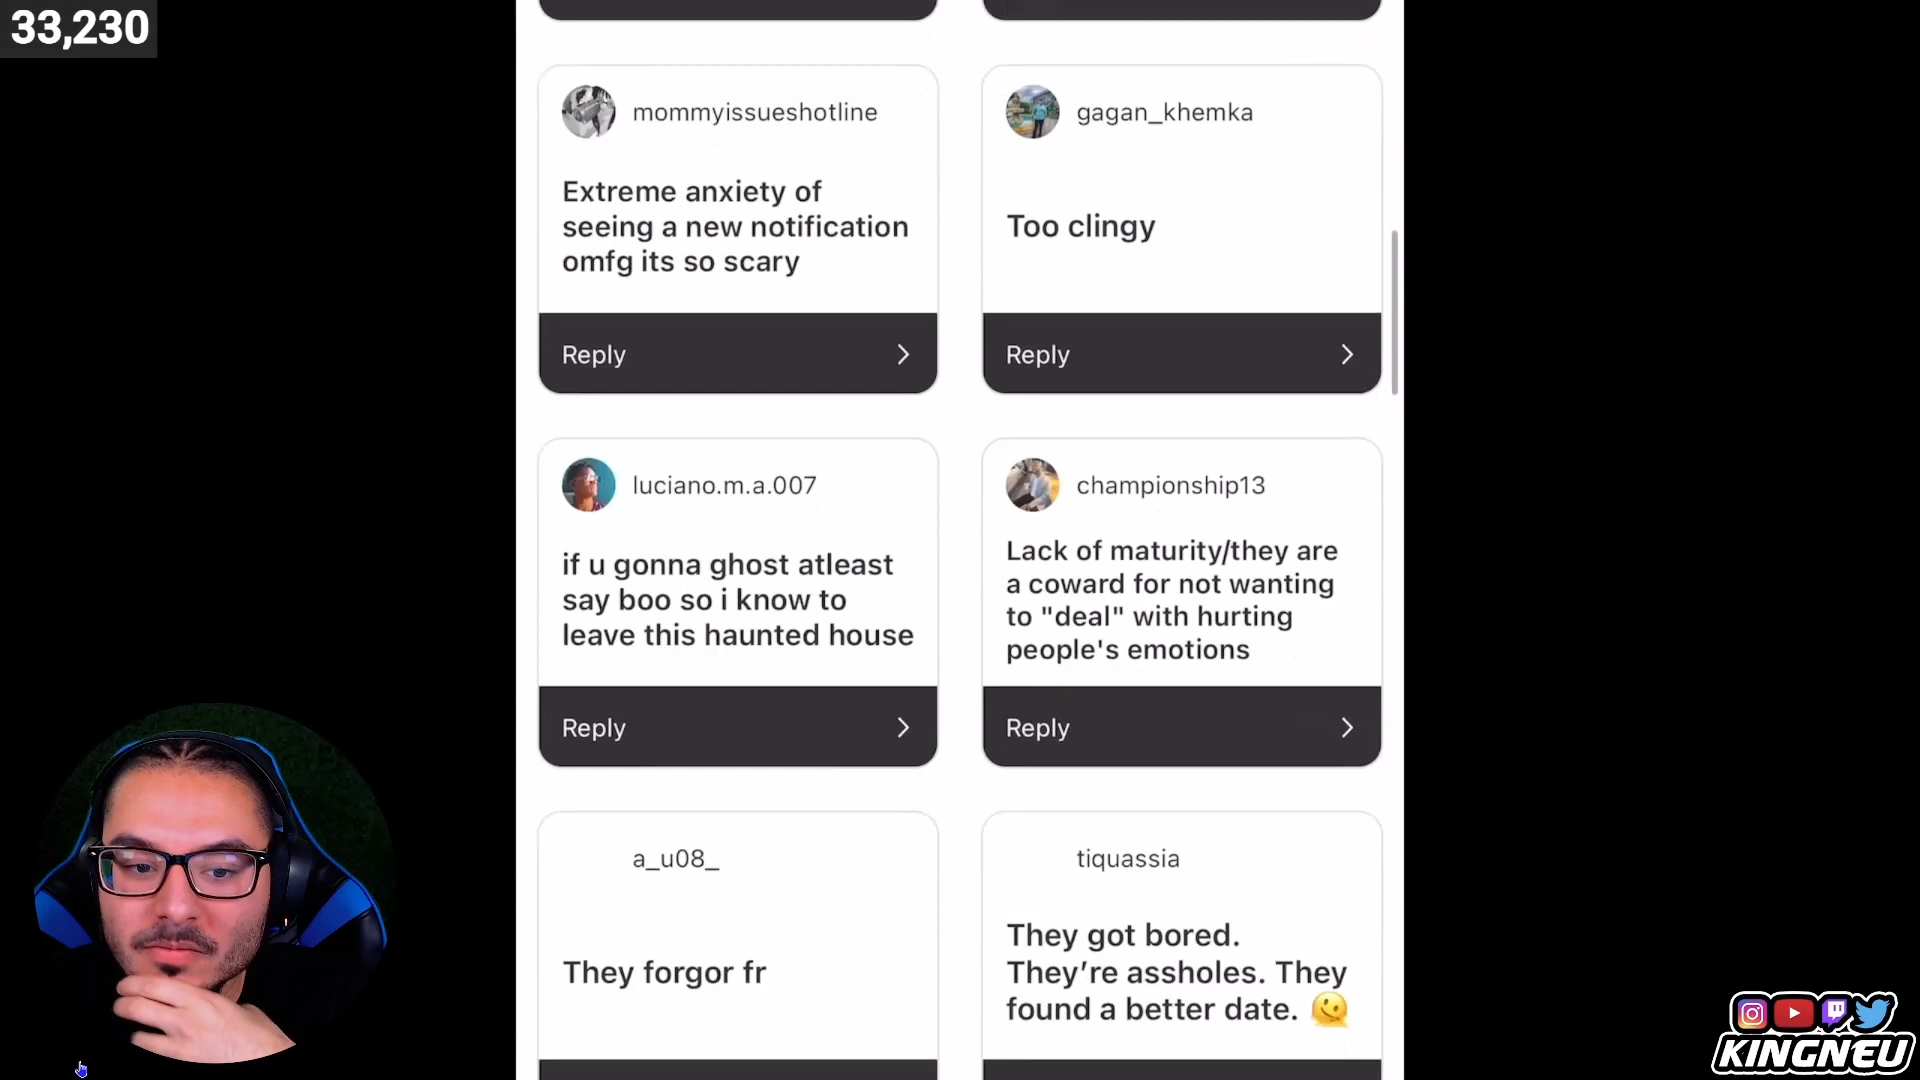 33,230
mommyissueshotline
Extreme anxiety of
seeing a new notification
omfg its so scary
Reply
gagan_khemka
Too clingy
Reply
luciano.m.a.007
if u gonna ghost atleast
say boo so i know to
leave this haunted house
Reply
championship13
Lack of maturity/they are
a coward for not wanting
to "deal" with hurting
people's emotions
Reply
a_u08_
They forgor fr
tiquassia
They got bored.
They’re assholes. They
found a better date. 🫠
KINGNEU